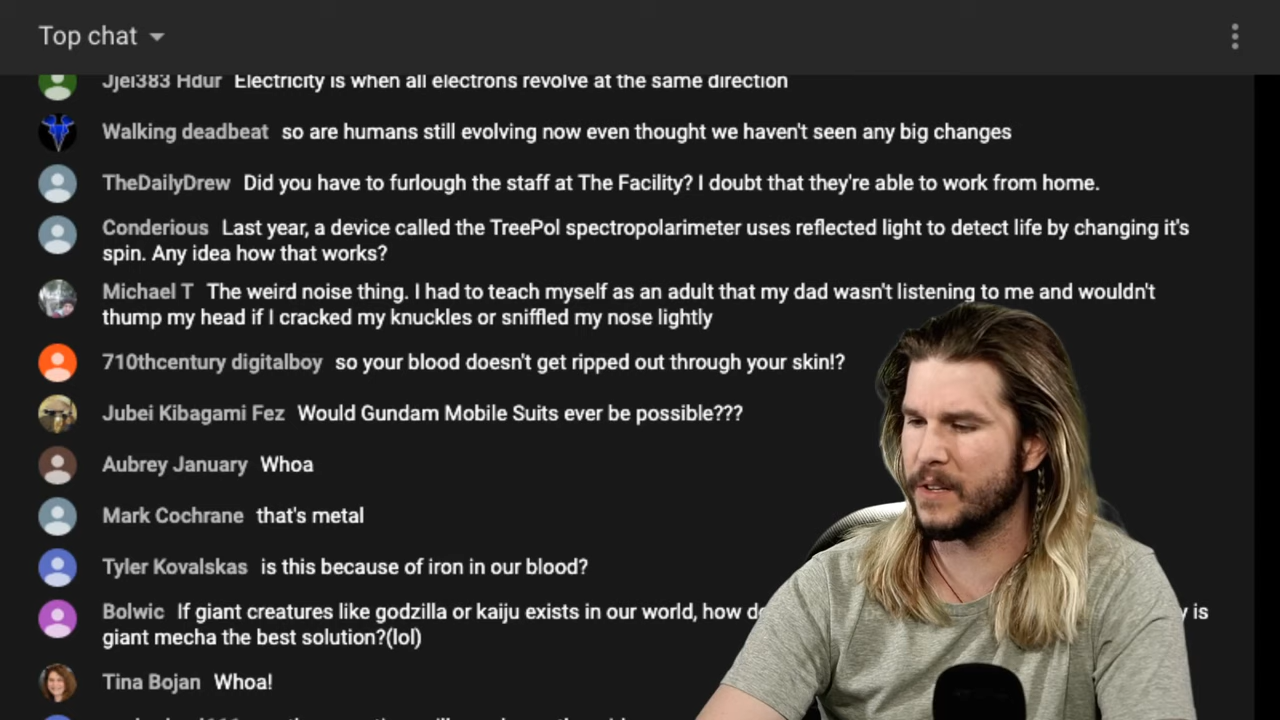 Top chat
Jjei383 Hdur Electricity is when all electrons revolve at the same direction
Walking deadbeat so are humans still evolving now even thought we haven't seen any big changes
TheDailyDrew Did you have to furlough the staff at The Facility? I doubt that they're able to work from home.
Conderious Last year, a device called the TreePol spectropolarimeter uses reflected light to detect life by changing it's
spin. Any idea how that works?
Michael T The weird noise thing. I had to teach myself as an adult that my dad wasn't listening to me and wouldn't
thump my head if I cracked my knuckles or sniffled my nose lightly
710thcentury digitalboy so your blood doesn't get ripped out through your skin!?
Jubei Kibagami Fez Would Gundam Mobile Suits ever be possible???
Aubrey January Whoa
Mark Cochrane that's metal
Tyler Kovalskas is this because of iron in our blood?
Bolwic If giant creatures like godzilla or kaiju exists in our world, how is
giant mecha the best solution?(lol)
Tina Bojan Whoa!